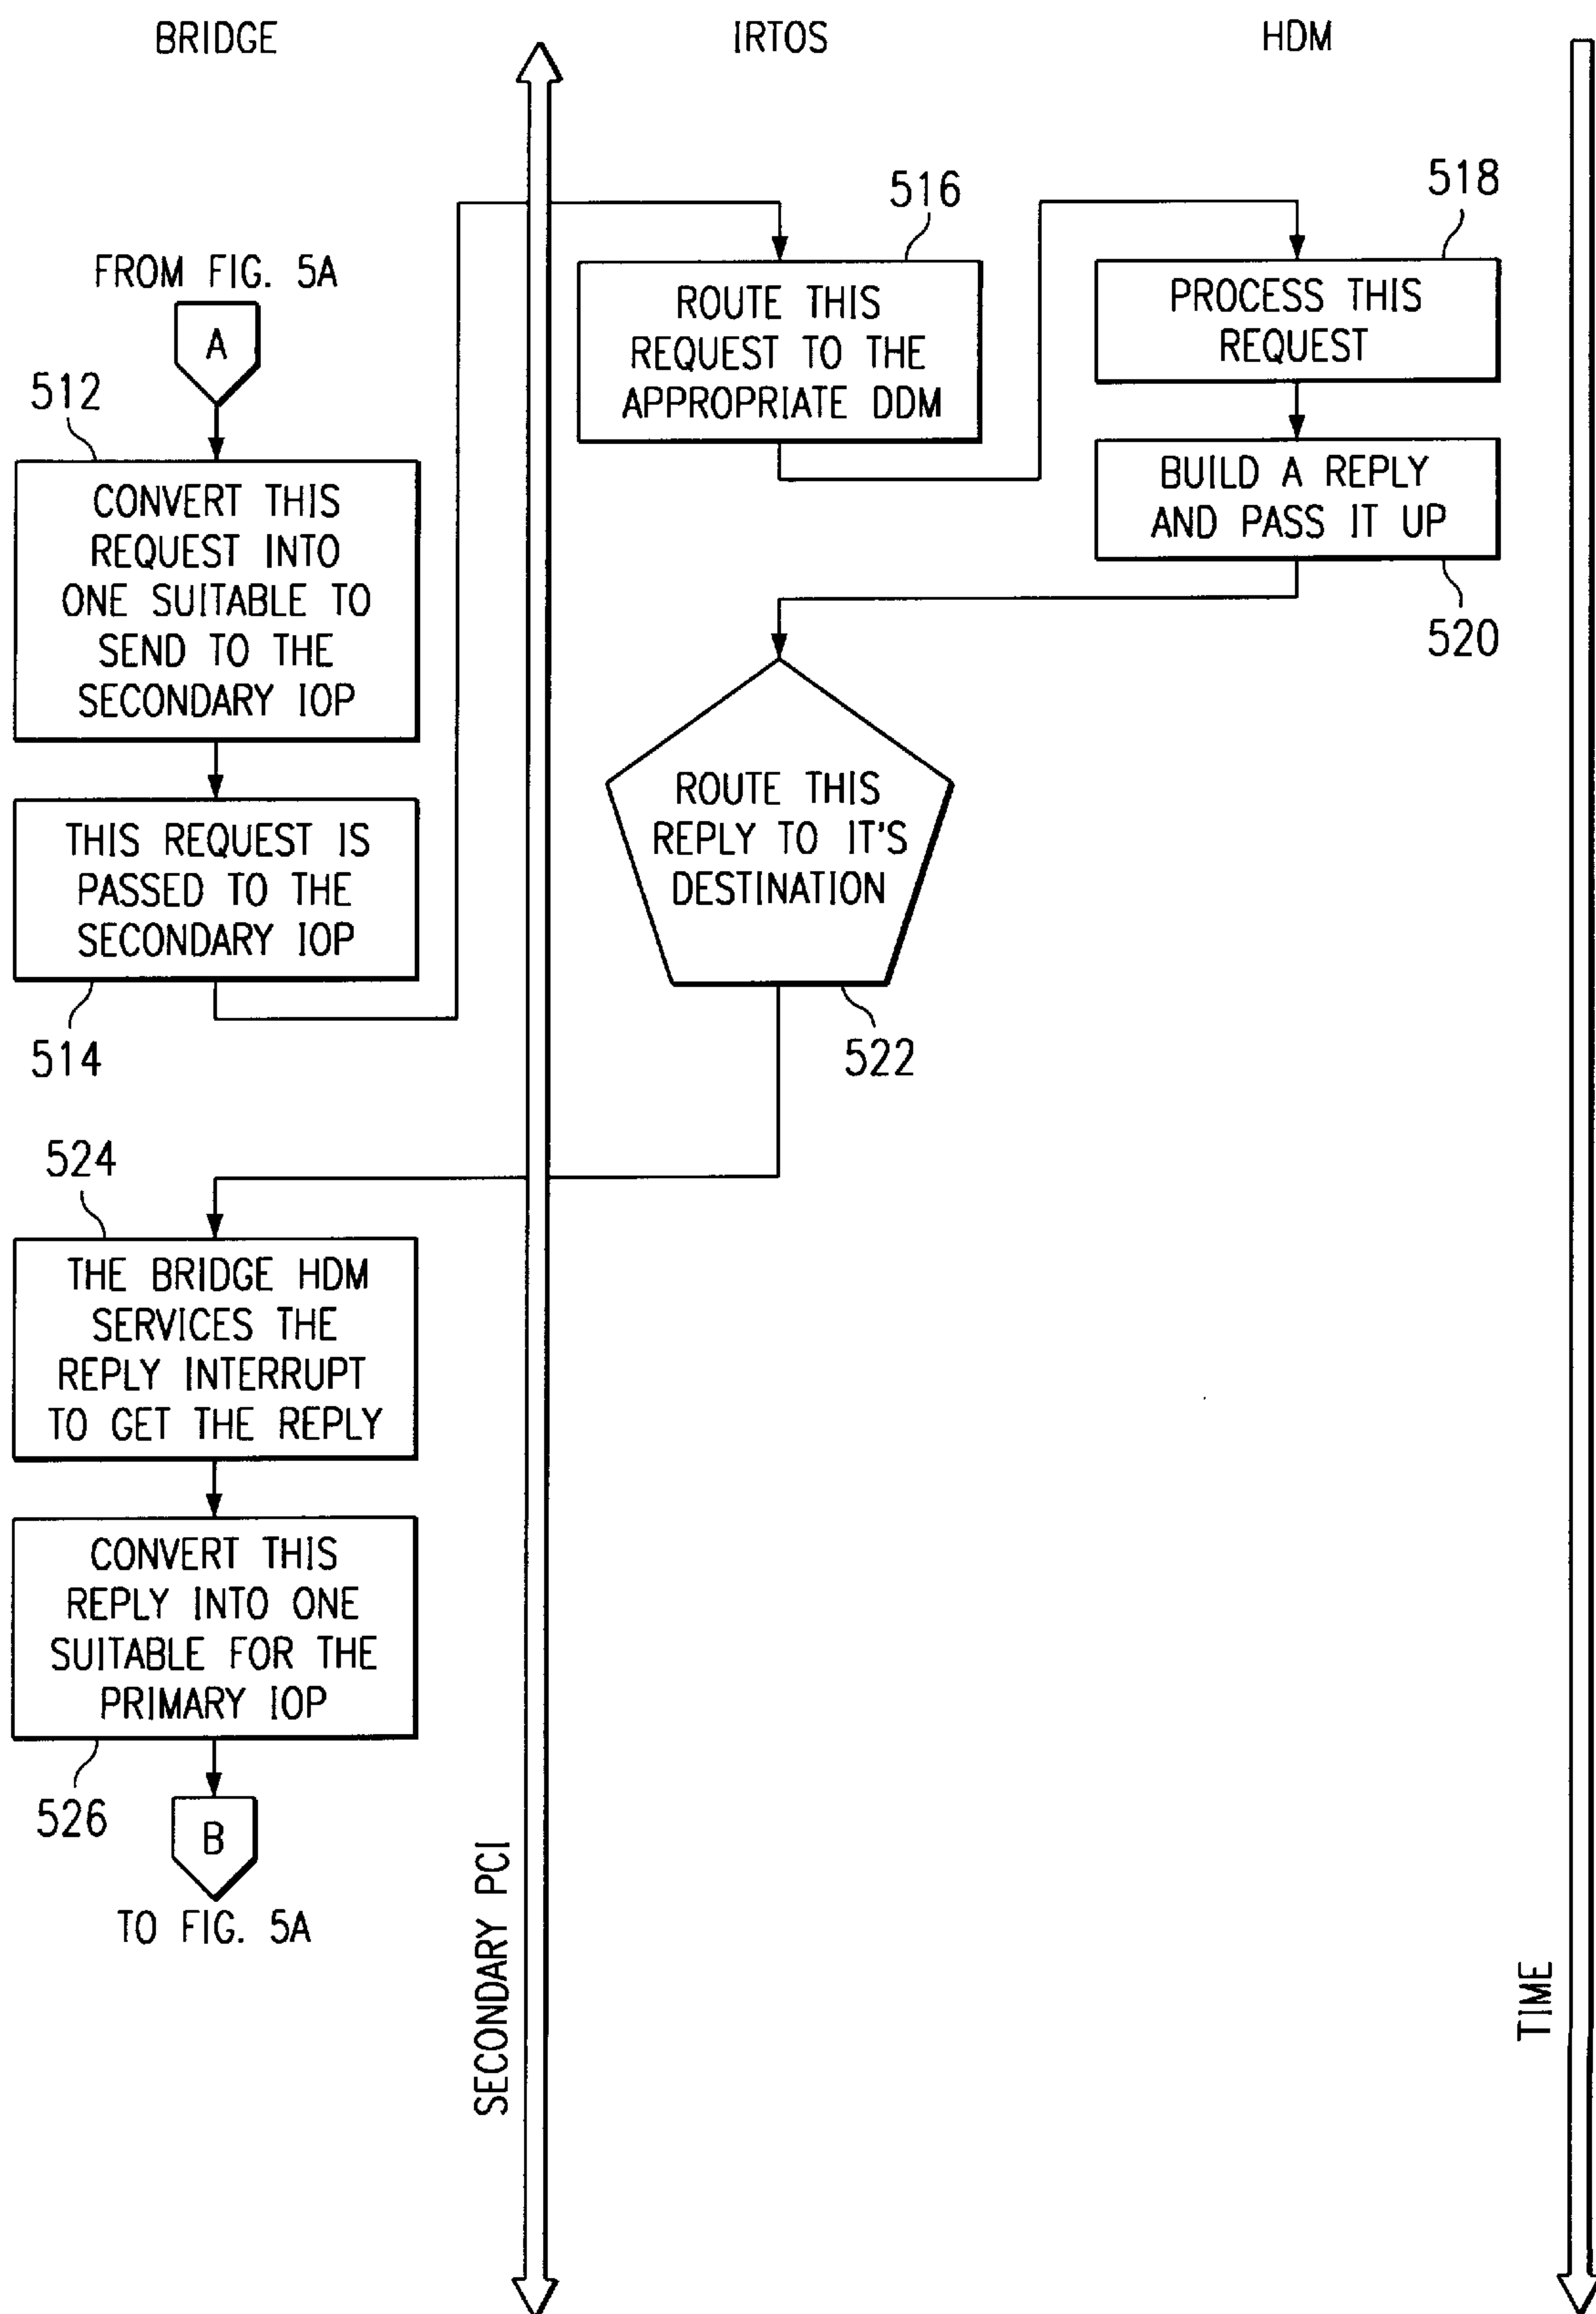 BRIDGE
IRTOS
HDM
FROM FIG. 5A
A
512
CONVERT THIS
REQUEST INTO
ONE SUITABLE TO
SEND TO THE
SECONDARY IOP
THIS REQUEST IS
PASSED TO THE
SECONDARY IOP
514
516
ROUTE THIS
REQUEST TO THE
APPROPRIATE DDM
518
PROCESS THIS
REQUEST
BUILD A REPLY
AND PASS IT UP
520
ROUTE THIS
REPLY TO IT'S
DESTINATION
522
524
THE BRIDGE HDM
SERVICES THE
REPLY INTERRUPT
TO GET THE REPLY
CONVERT THIS
REPLY INTO ONE
SUITABLE FOR THE
PRIMARY IOP
526
B
TO FIG. 5A
SECONDARY PCI
TIME